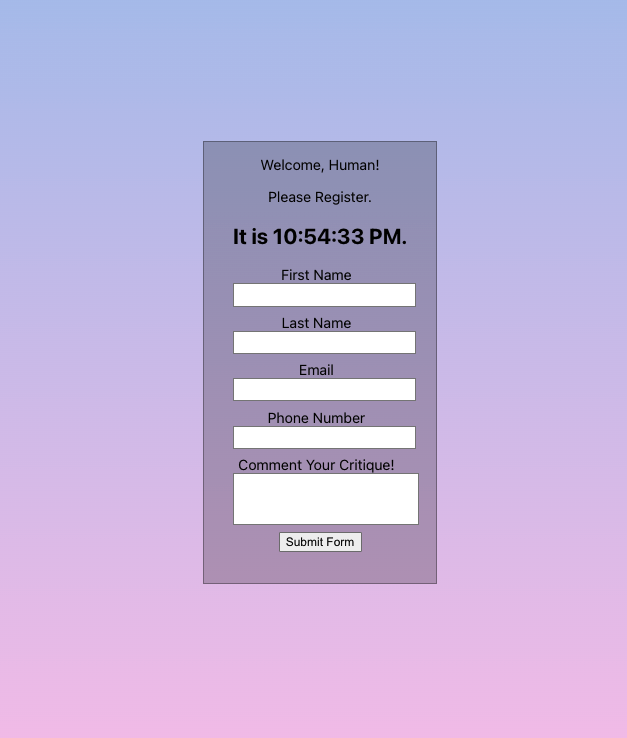 Welcome, Human!
Please Register.
It is 10:54:33 PM.
First Name
Last Name
Email
Phone Number
Comment Your Critique!
Submit Form